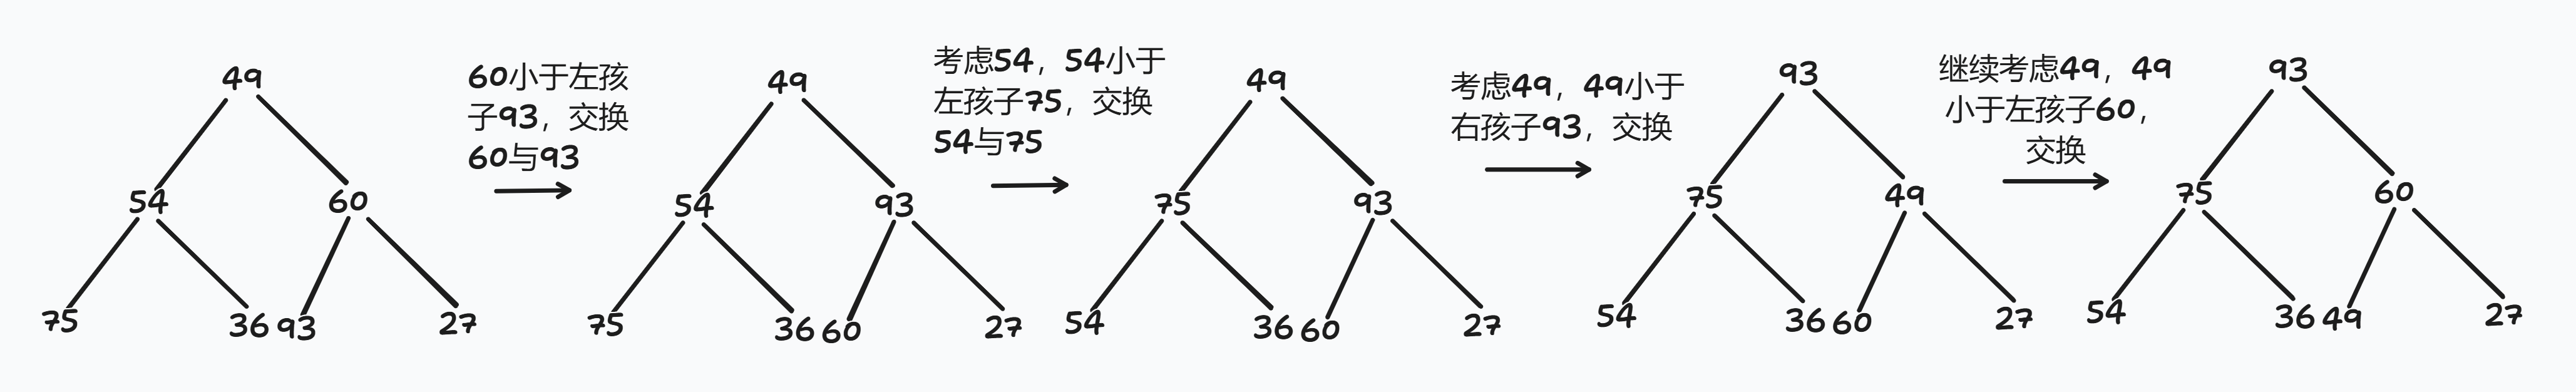 49
54 60
75 36 93 27
60小于左孩
子93，交换
60与93
49
54 93
75 36 60 27
考虑54，54小于
左孩子75，交换
54与75
49
75 93
54 36 60 27
考虑49，49小于
右孩子93，交换
93
75 49
54 36 60 27
继续考虑49，49
小于左孩子60，
交换
93
75 60
54 36 49 27